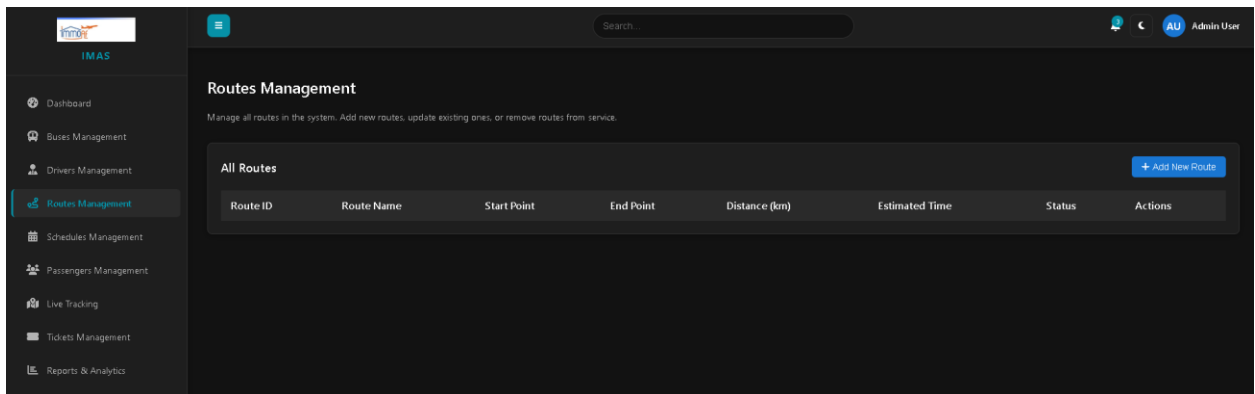 IMAS
Dashboard
Buses Management
Drivers Management
Routes Management
Schedules Management
Passengers Management
Live Tracking
Tickets Management
Reports & Analytics
Search...
AU Admin User
Routes Management
Manage all routes in the system. Add new routes, update existing ones, or remove routes from service.
All Routes
+ Add New Route
Route ID Route Name Start Point End Point Distance (km) Estimated Time Status Actions